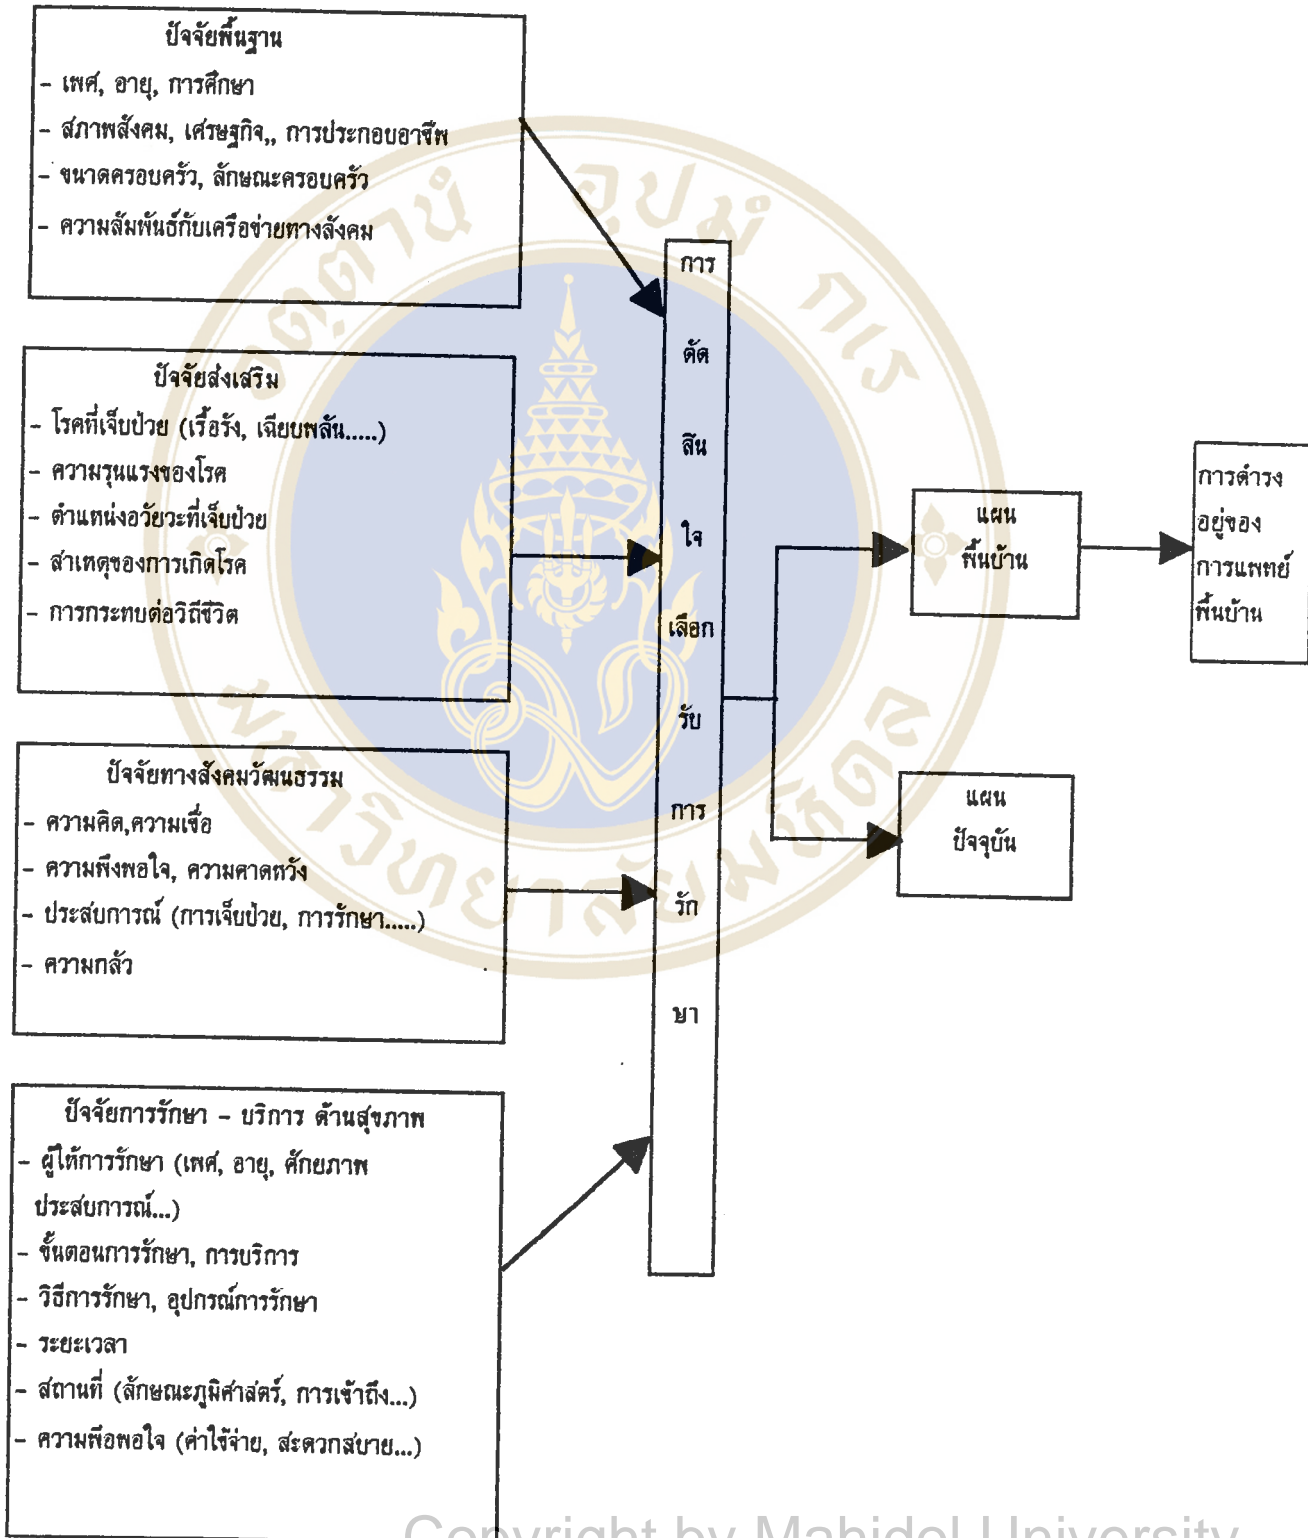 ปัจจัยพื้นฐาน
- เพศ, อายุ, การศึกษา
- สภาพสังคม, เศรษฐกิจ,, การประกอบอาชีพ
- ขนาดครอบครัว, ลักษณะครอบครัว
- ความสัมพันธ์กับเครือข่ายทางสังคม
ปัจจัยส่งเสริม
- โรคที่เจ็บป่วย (เรื้อรัง, เฉียบพลัน.....)
- ความรุนแรงของโรค
- ตำแหน่งอวัยวะที่เจ็บป่วย
- สาเหตุของการเกิดโรค
- การกระทบต่อวิถีชีวิต
ปัจจัยทางสังคมวัฒนธรรม
- ความคิด,ความเชื่อ
- ความพึงพอใจ, ความคาดหวัง
- ประสบการณ์ (การเจ็บป่วย, การรักษา.....)
- ความกลัว
ปัจจัยการรักษา - บริการ ด้านสุขภาพ
- ผู้ให้การรักษา (เพศ, อายุ, ศักยภาพ
ประสบการณ์...)
- ขั้นตอนการรักษา, การบริการ
- วิธีการรักษา, อุปกรณ์การรักษา
- ระยะเวลา
- สถานที่ (ลักษณะภูมิศาสตร์, การเข้าถึง...)
- ความพึอพอใจ (ค่าใช้จ่าย, สะดวกสบาย...)
การ
ตัด
สิน
ใจ
เลือก
รับ
การ
รัก
ษา
แผน
พื้นบ้าน
แผน
ปัจจุบัน
การดำรง
อยู่ของ
การแพทย์
พื้นบ้าน
อตฺตานํ อุปมํ กเร
มหาวิทยาลัยมหิดล
Copyright by Mahidol University